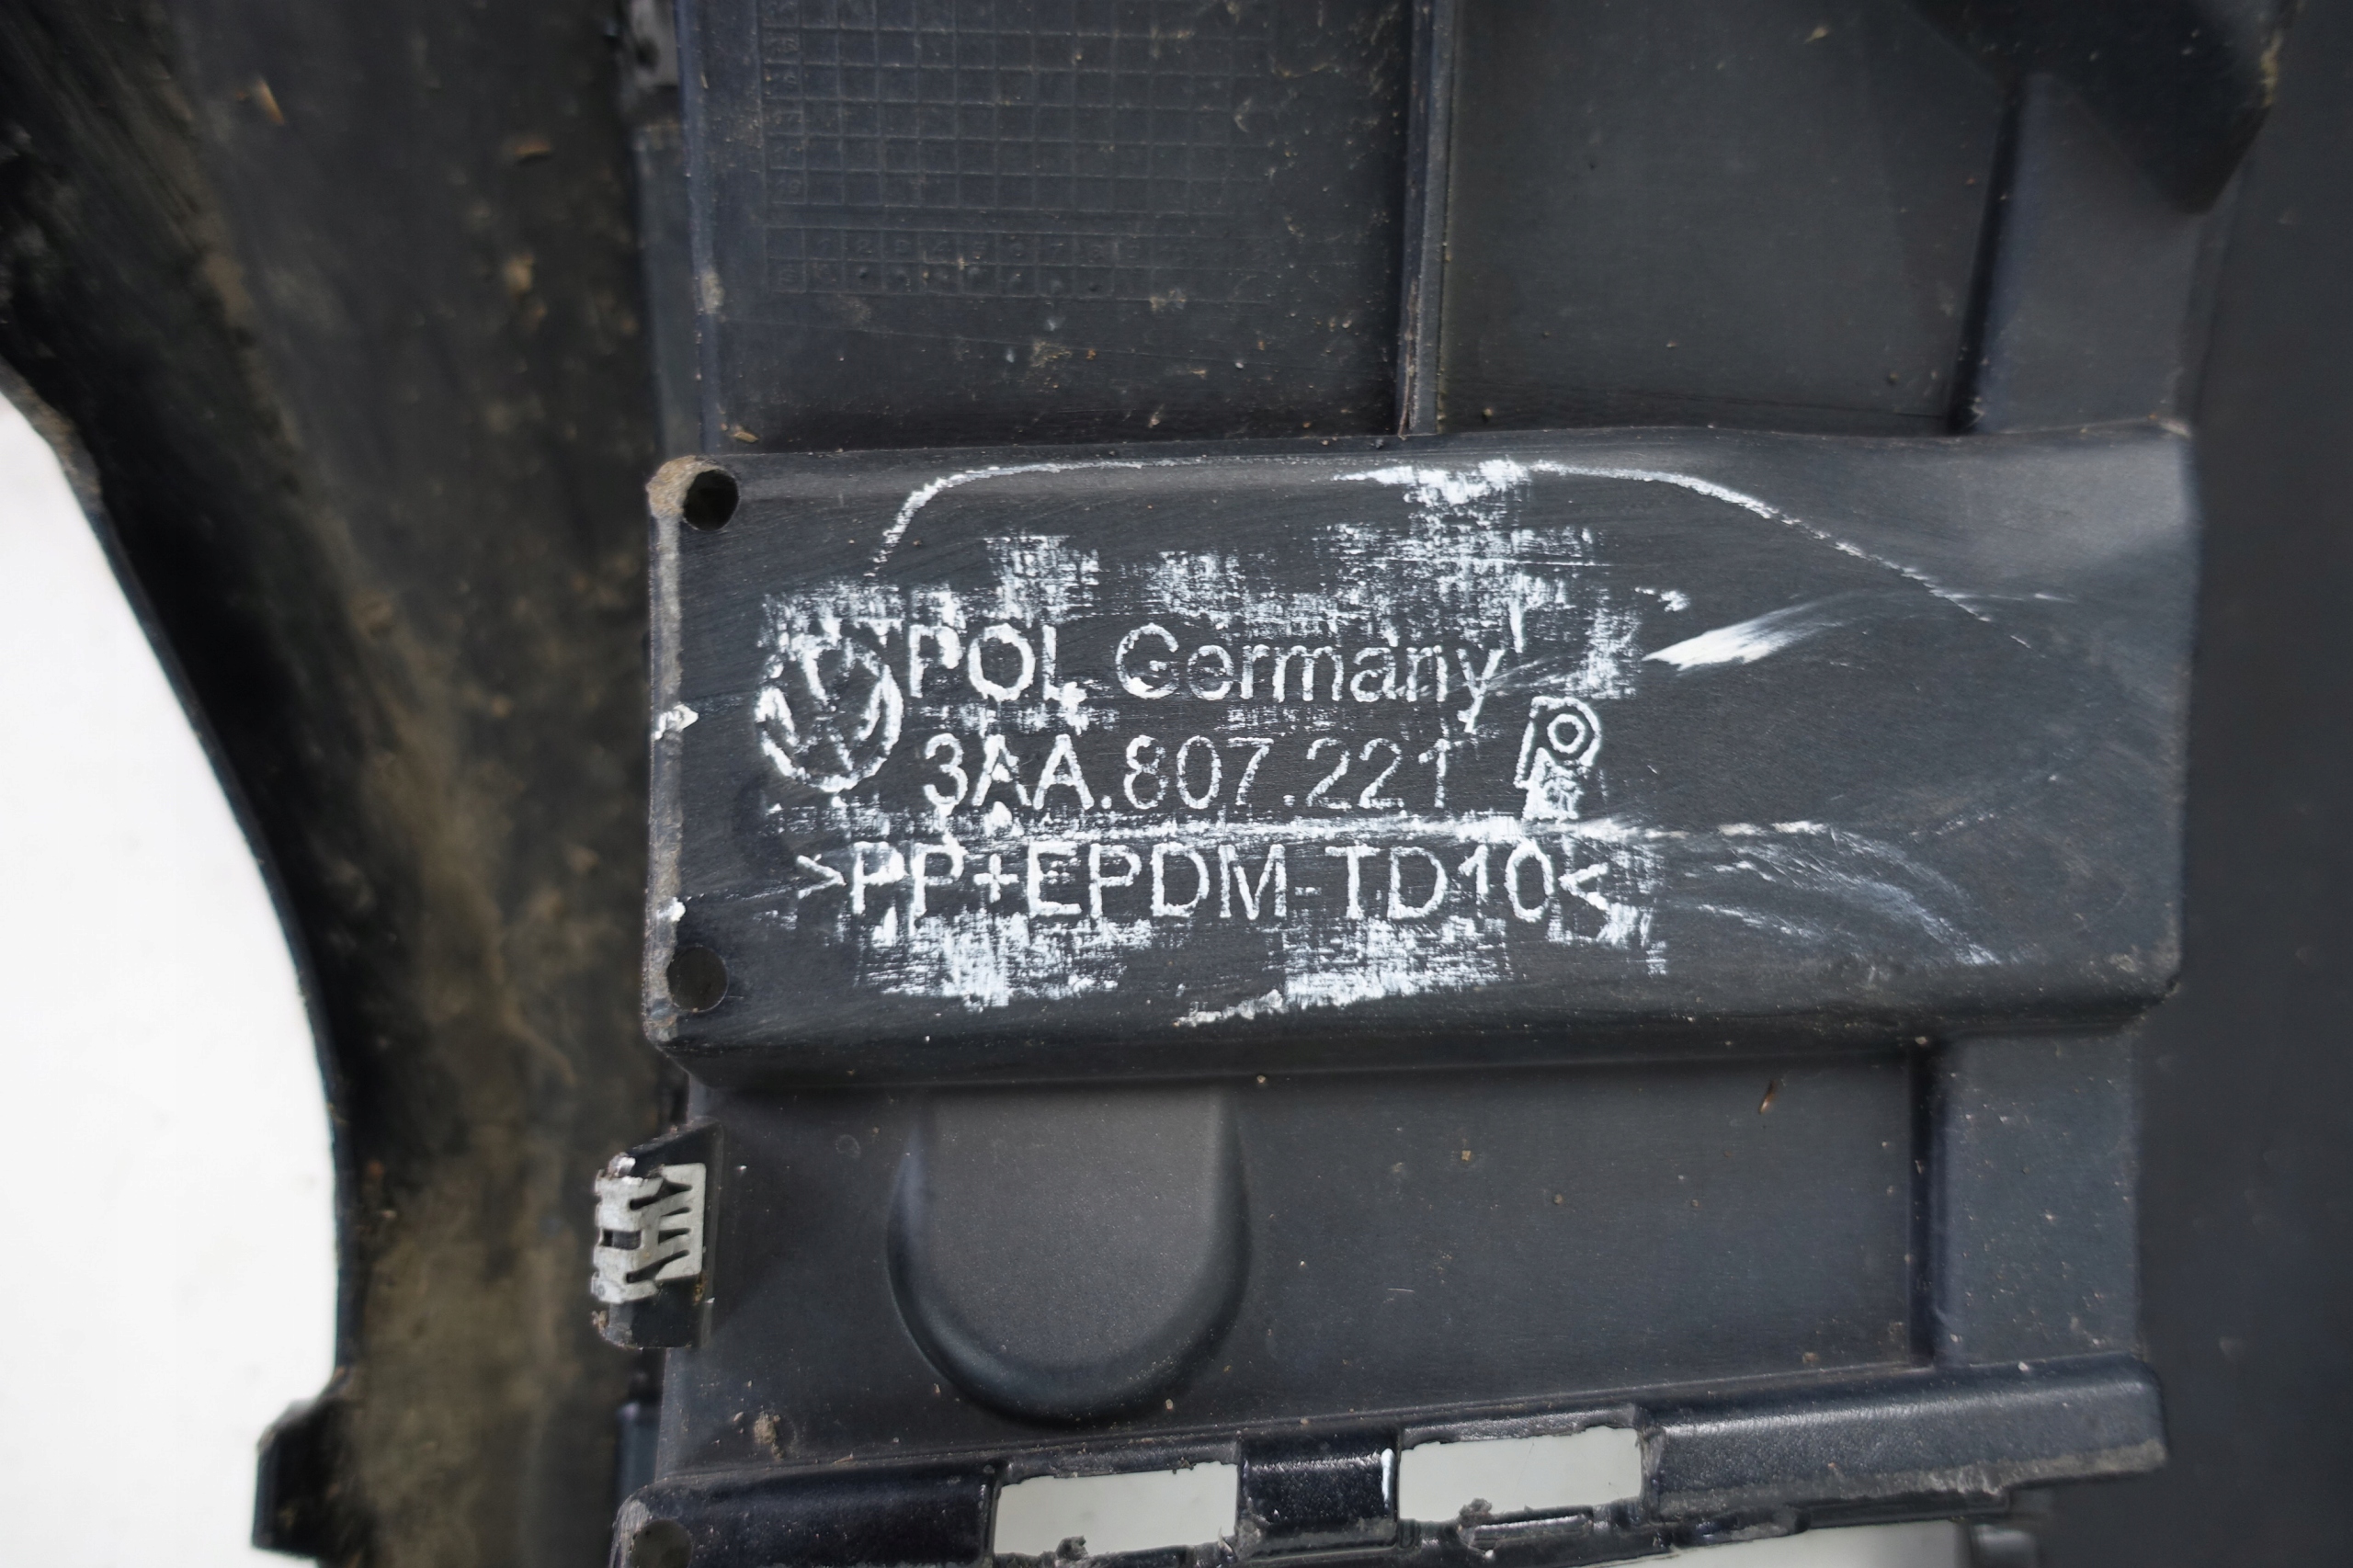 POL Germany
3AA.807.221
>PP+EPDM-TD10<